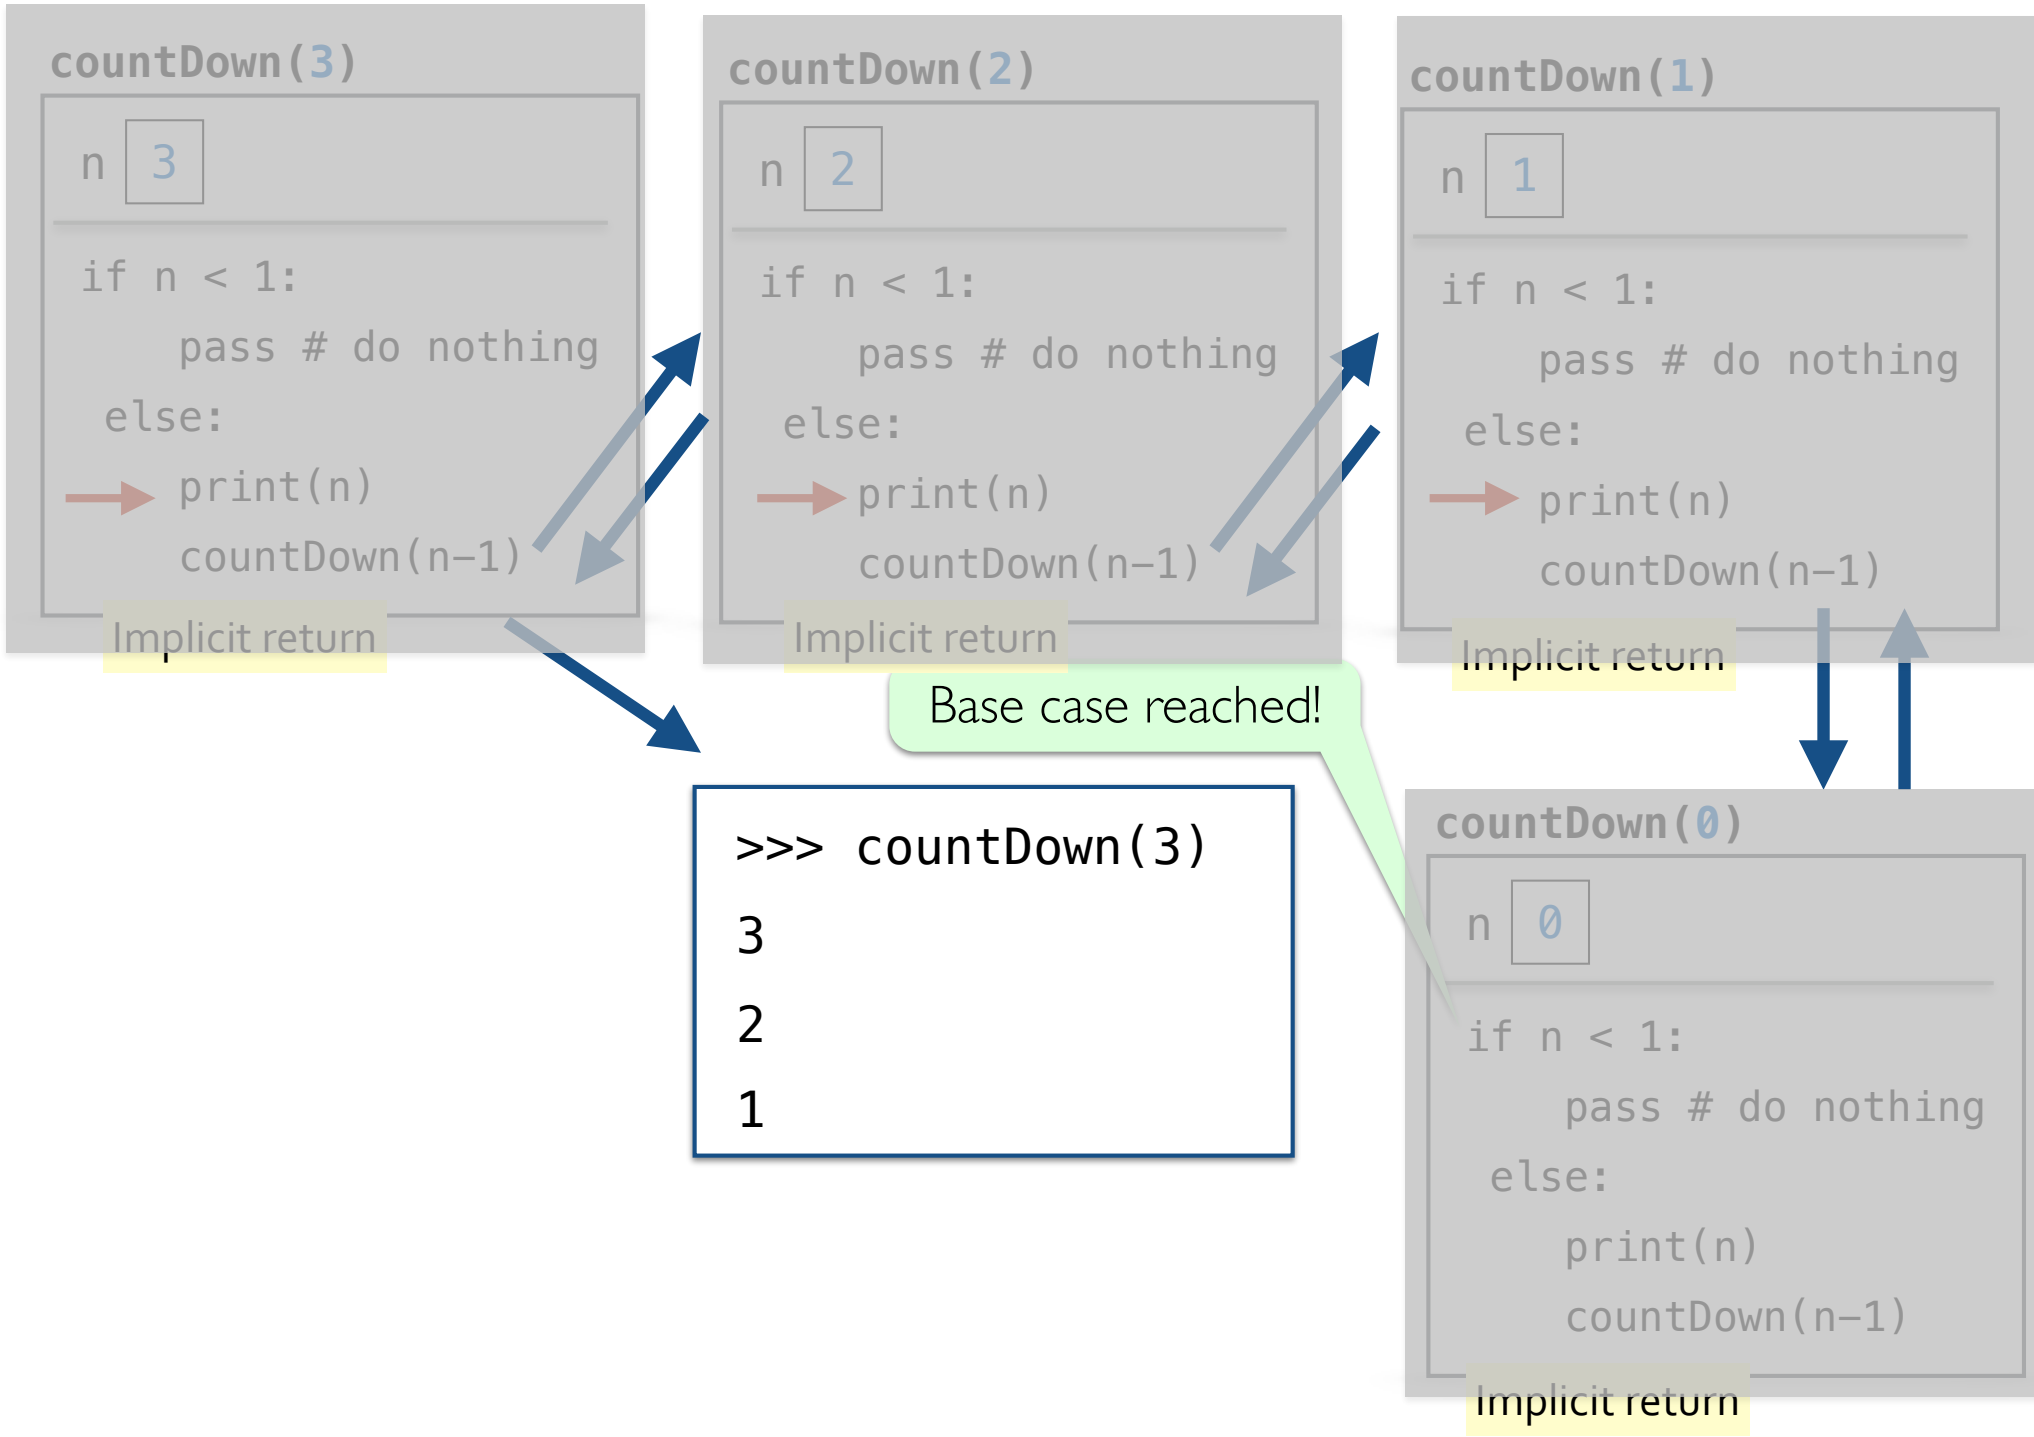 countDown(3)
n 3
if n < 1:
pass # do nothing
else:
print(n)
countDown(n-1)
Implicit return
countDown(2)
n 2
if n < 1:
pass # do nothing
else:
print(n)
countDown(n-1)
Implicit return
countDown(1)
n 1
if n < 1:
pass # do nothing
else:
print(n)
countDown(n-1)
Implicit return
Base case reached!
>>> countDown(3)
3
2
1
countDown(0)
n 0
if n < 1:
pass # do nothing
else:
print(n)
countDown(n-1)
Implicit return